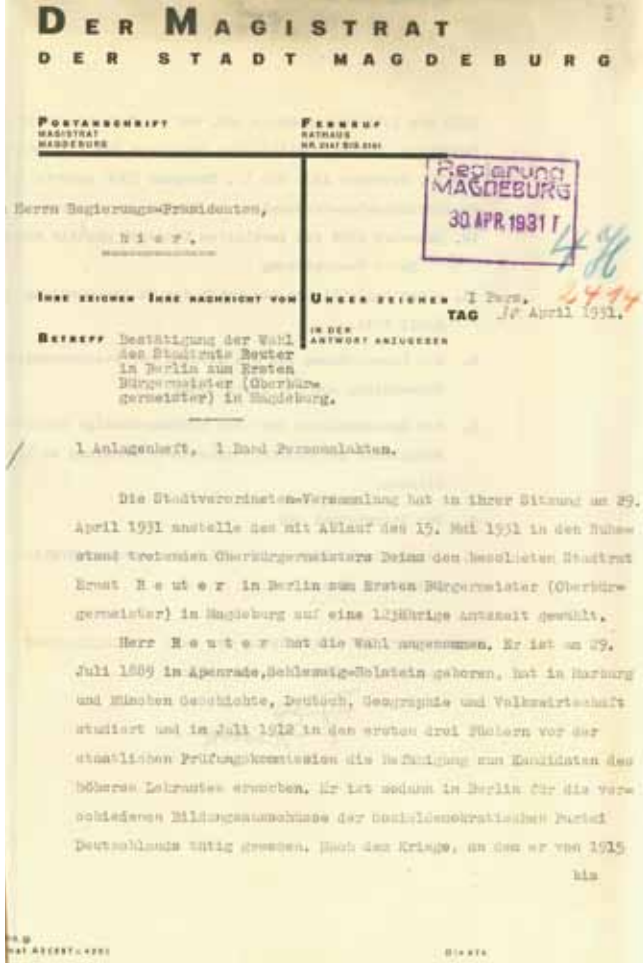 DER MAGISTRAT
DER STADT MAGDEBURG
POSTANSCHRIFT
MAGISTRAT
MAGDEBURG
FERNRUF
RATHAUS
Regierung
MAGDEBURG
30. APR. 1931
Herrn Regierungs-Präsidenten,
hier.
IHRE ZEICHEN IHRE NACHRICHT VOM UNSER ZEICHEN I Pers.
TAG 30 April 1931.
IN DER
ANTWORT ANZUGEBEN
BETREFF Bestätigung der Wahl
des Stadtrats Reuter
in Berlin zum Ersten
Bürgermeister (Oberbür=
germeister) in Magdeburg.
1 Anlagenheft, 1 Band Personalakten.
Die Stadtverordneten-Versammlung hat in ihrer Sitzung am 29.
April 1931 anstelle des mit Ablauf des 15. Mai 1931 in den Ruhe=
stand tretenden Oberbürgermeisters Beims den besoldeten Stadtrat
Ernst R e u t e r in Berlin zum Ersten Bürgermeister (Oberbür=
germeister) in Magdeburg auf eine 12jährige Amtszeit gewählt.
Herr R e u t e r hat die Wahl angenommen. Er ist am 29.
Juli 1889 in Apenrade,Schleswig-Holstein geboren, hat in Marburg
und München Geschichte, Deutsch, Geographie und Volkswirtschaft
studiert und im Juli 1912 in den ersten drei Fächern vor der
staatlichen Prüfungskommission die Befähigung zum Kandidaten des
höheren Lehramtes erworben. Er ist sodann in Berlin für die ver=
schiedenen Bildungsausschüsse der Sozialdemokratischen Partei
Deutschlands tätig gewesen. Nach dem Kriege, an dem er von 1915
bis